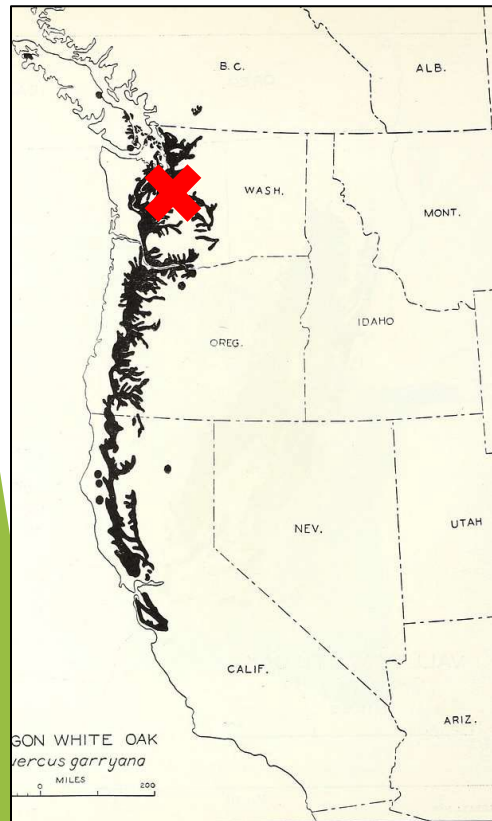 B.C.
ALB.
WASH.
MONT.
OREG.
IDAHO
NEV.
UTAH
CALIF.
ARIZ.
GON WHITE OAK
uercus garryana
MILES
0 200